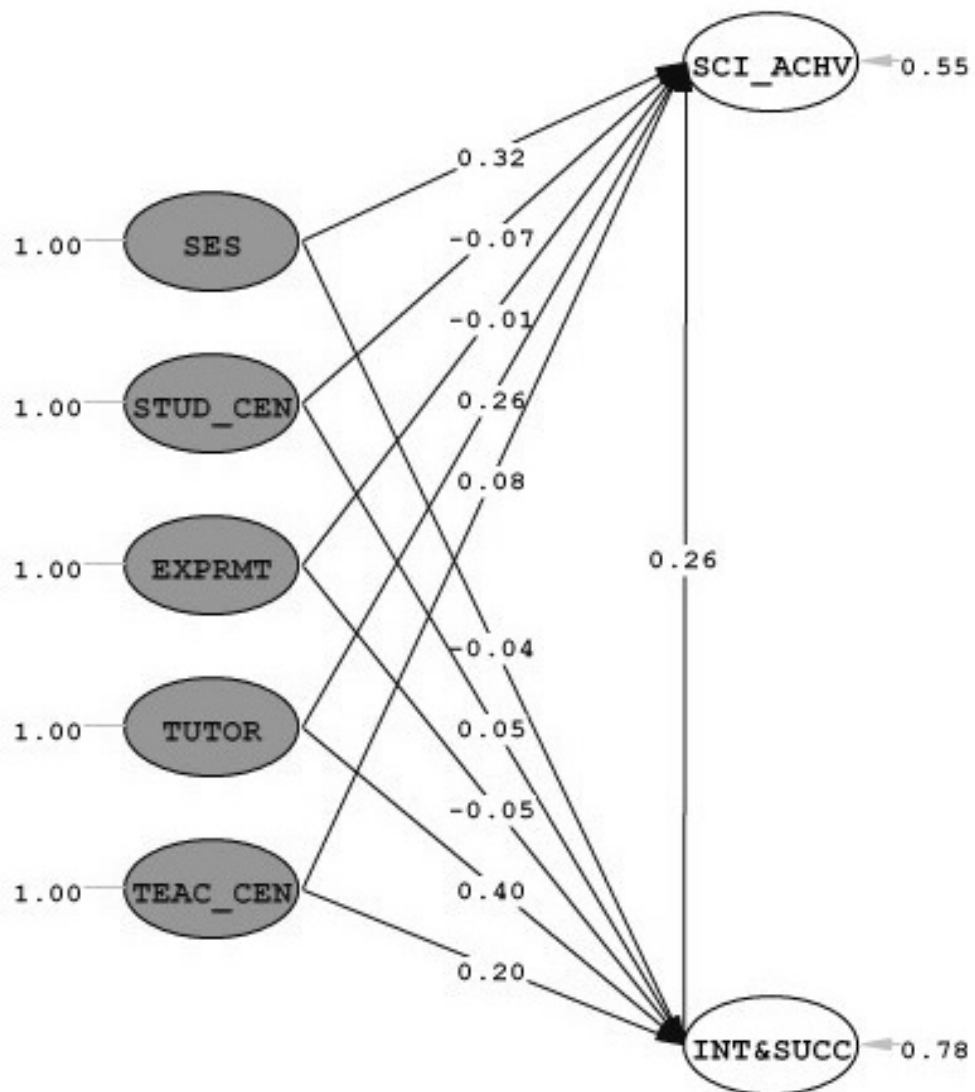 SCI_ACHV
0.55
0.32
1.00
SES
-0.07
-0.01
1.00
STUD_CEN
0.26
0.08
1.00
EXPRMT
0.26
-0.04
1.00
TUTOR
0.05
-0.05
1.00
TEAC_CEN
0.40
0.20
INT&SUCC
0.78